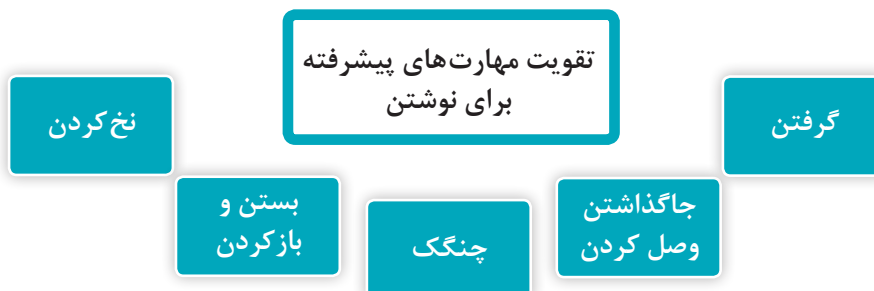 تقویت مهارت‌های پیشرفته
برای نوشتن
گرفتن
جاگذاشتن
وصل کردن
چنگک
بستن و
بازکردن
نخ‌کردن